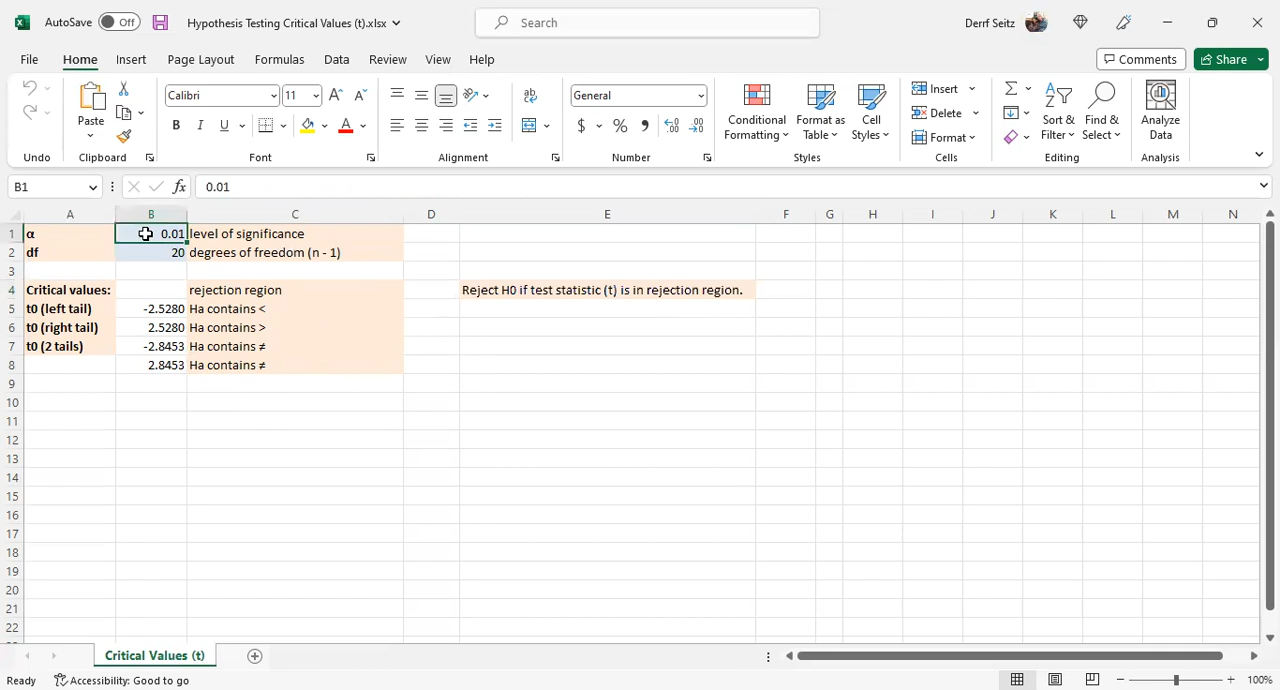 AutoSave Off Hypothesis Testing Critical Values (t).xlsx Search Derrf Seitz
File Home Insert Page Layout Formulas Data Review View Help Comments Share
Paste
Calibri 11
B I U A
ab
General
$ % 9
Conditional Formatting
Format as Table
Cell Styles
Insert
Delete
Format
Sort & Filter
Find & Select
Analyze Data
Undo Clipboard Font Alignment Number Styles Cells Editing Analysis
B1 fx 0.01
A B C D E F G H I J K L M N
1 α 0.01 level of significance
2 df 20 degrees of freedom (n - 1)
3
4 Critical values: rejection region Reject H0 if test statistic (t) is in rejection region.
5 t0 (left tail) -2.5280 Ha contains <
6 t0 (right tail) 2.5280 Ha contains >
7 t0 (2 tails) -2.8453 Ha contains ≠
8 2.8453 Ha contains ≠
9
10
11
12
13
14
15
16
17
18
19
20
21
22
Critical Values (t)
Ready Accessibility: Good to go 100%